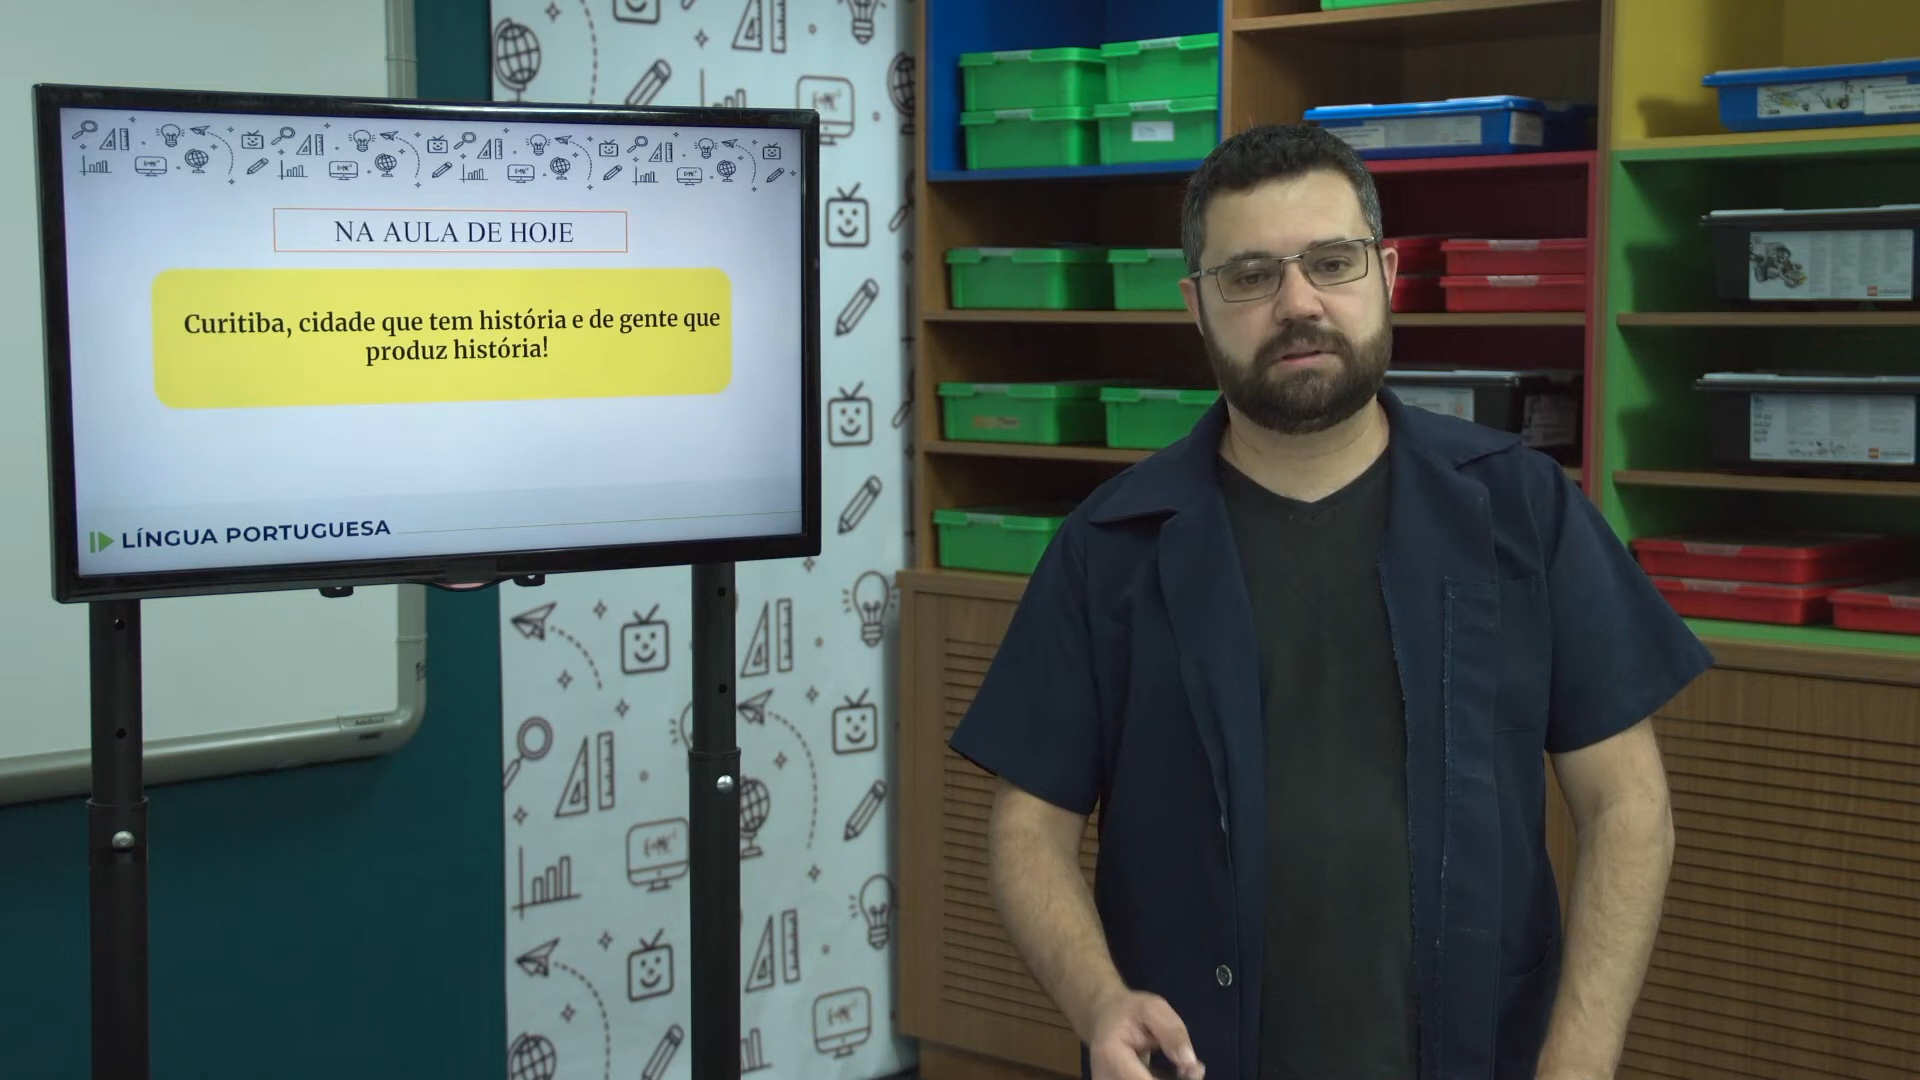 NA AULA DE HOJE
Curitiba, cidade que tem história e de gente que
produz história!
LÍNGUA PORTUGUESA